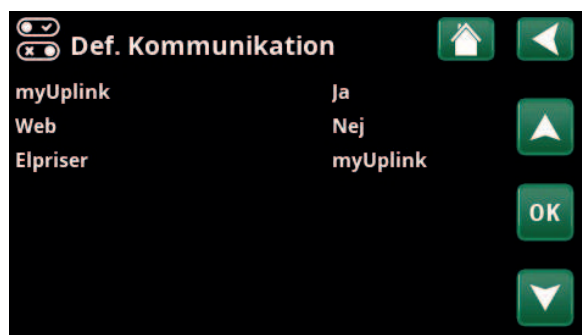 Def. Kommunikation
myUplink Ja
Web Nej
Elpriser myUplink
OK